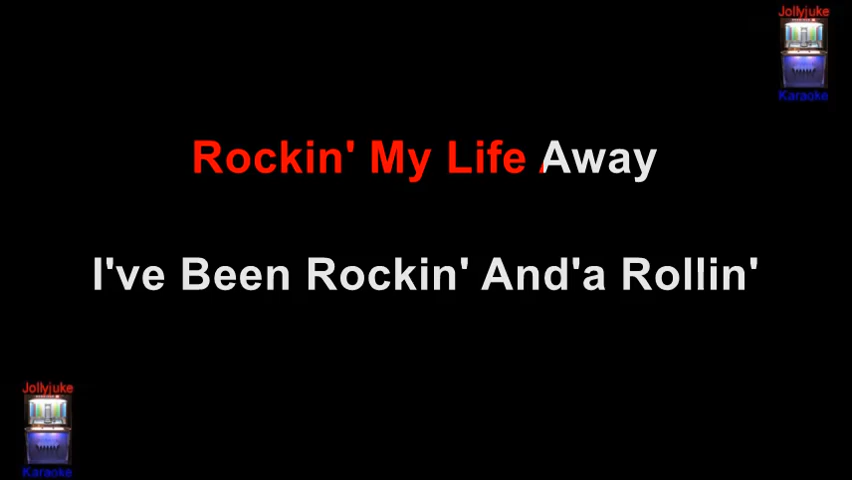 Jollyjuke
Karaoke
Rockin' My Life Away
I've Been Rockin' And'a Rollin'
Jollyjuke
Karaoke